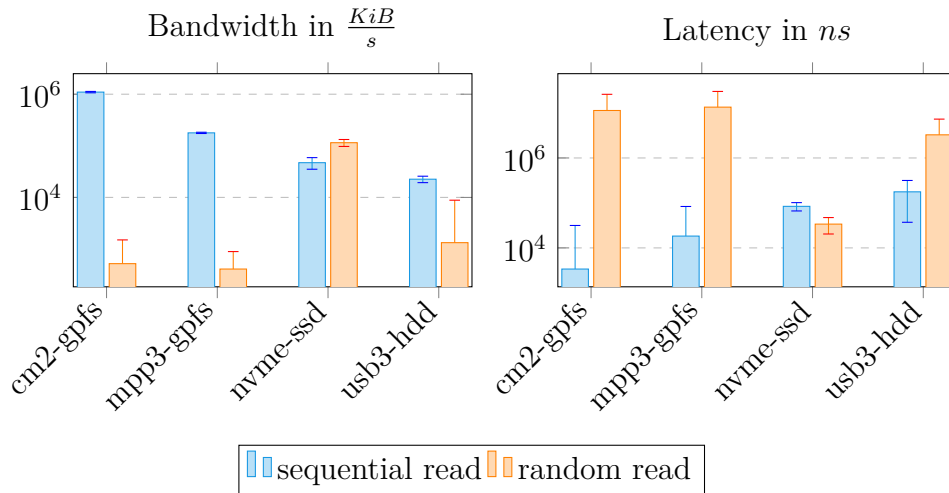 Bandwidth in KiB/s
10^6
10^4
cm2-gpfs
mpp3-gpfs
nvme-ssd
usb3-hdd
Latency in ns
10^6
10^4
cm2-gpfs
mpp3-gpfs
nvme-ssd
usb3-hdd
sequential read random read